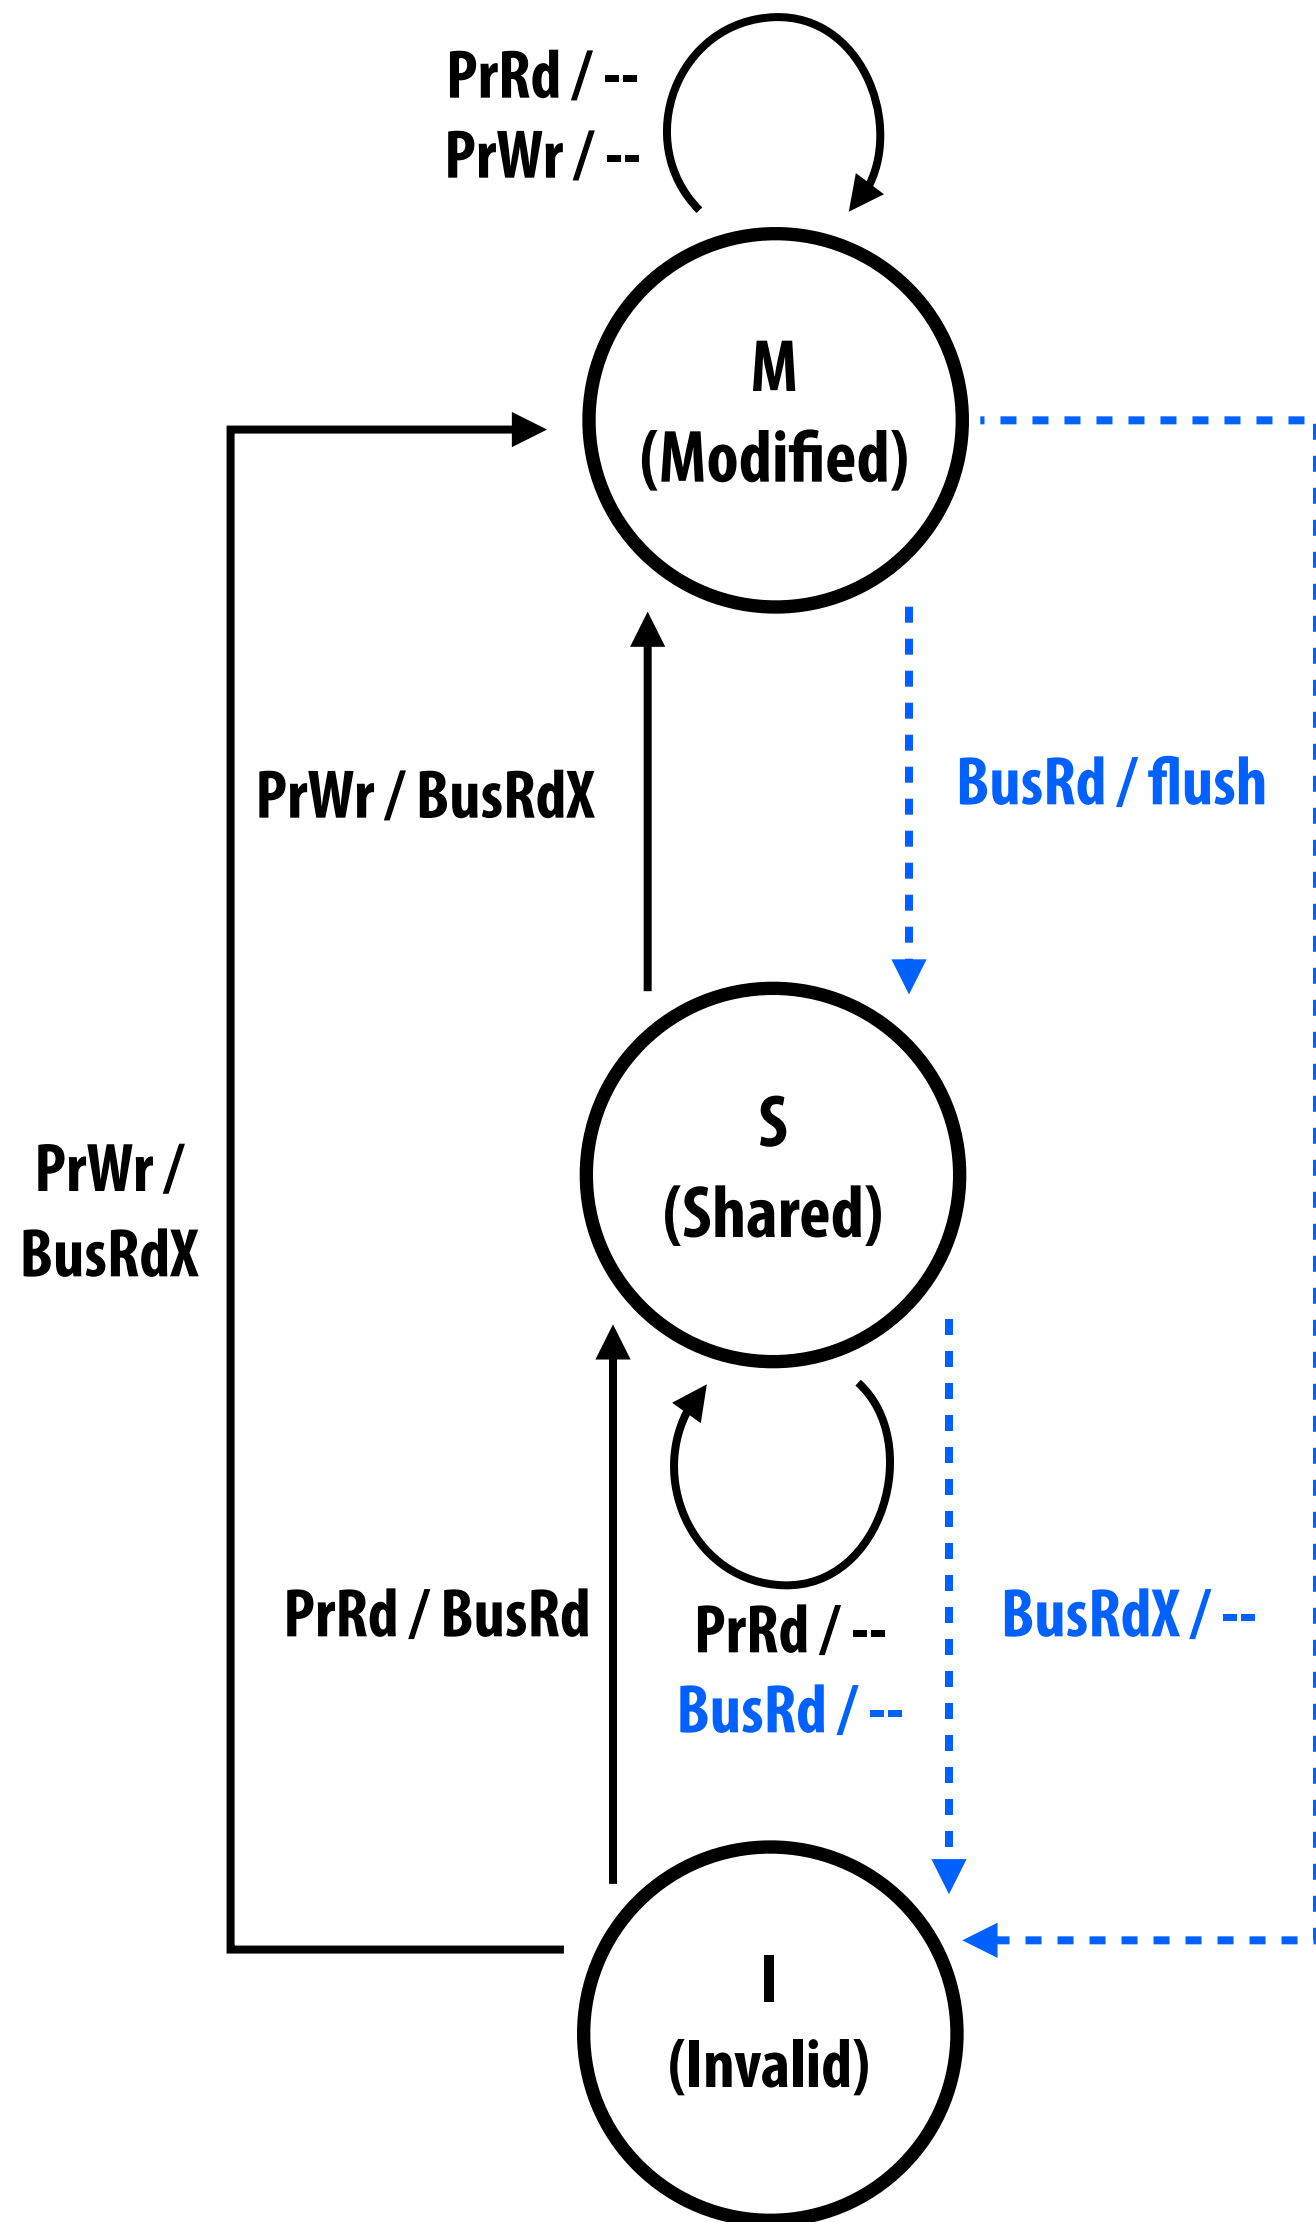 PrRd / --
PrWr / --
M
(Modified)
PrWr / BusRdX
BusRd / flush
S
(Shared)
PrWr /
BusRdX
PrRd / BusRd
PrRd / --
BusRd / --
BusRdX / --
I
(Invalid)